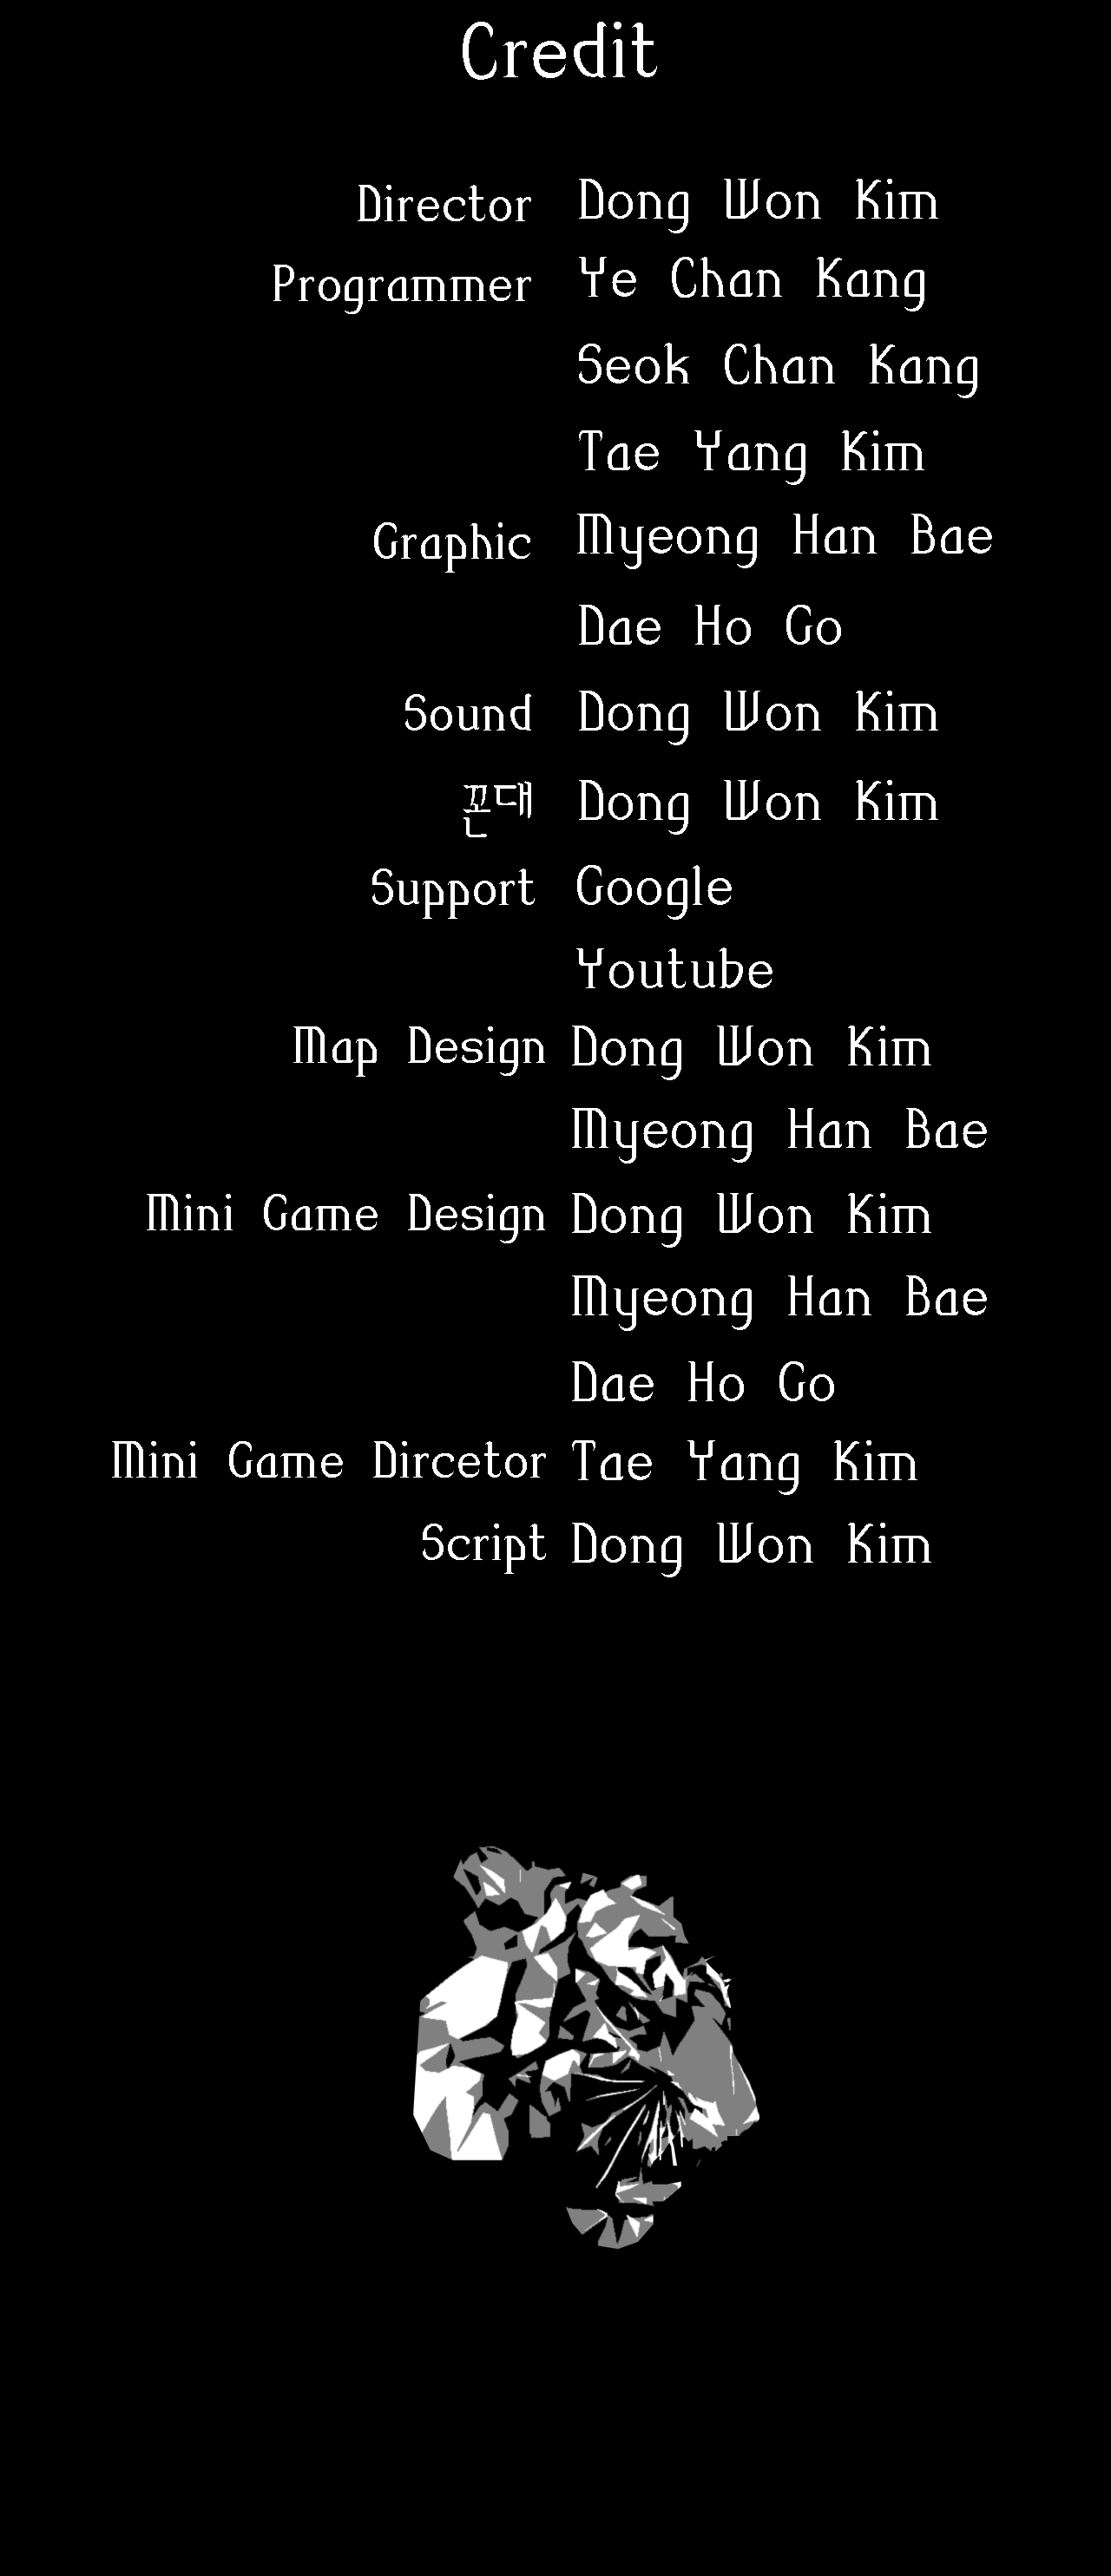 Credit
Director Dong Won Kim
Programmer Ye Chan Kang
Seok Chan Kang
Tae Yang Kim
Graphic Myeong Han Bae
Dae Ho Go
Sound Dong Won Kim
꼰대 Dong Won Kim
Support Google
Youtube
Map Design Dong Won Kim
Myeong Han Bae
Mini Game Design Dong Won Kim
Myeong Han Bae
Dae Ho Go
Mini Game Dircetor Tae Yang Kim
Script Dong Won Kim